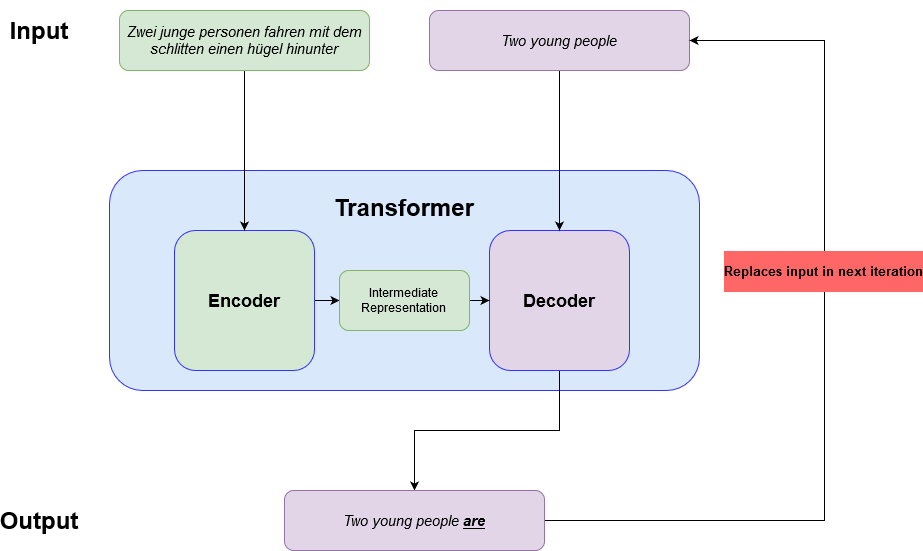 Input
Zwei junge personen fahren mit dem
schlitten einen hügel hinunter
Two young people
Transformer
Encoder
Intermediate
Representation
Decoder
Replaces input in next iteration
Output
Two young people are